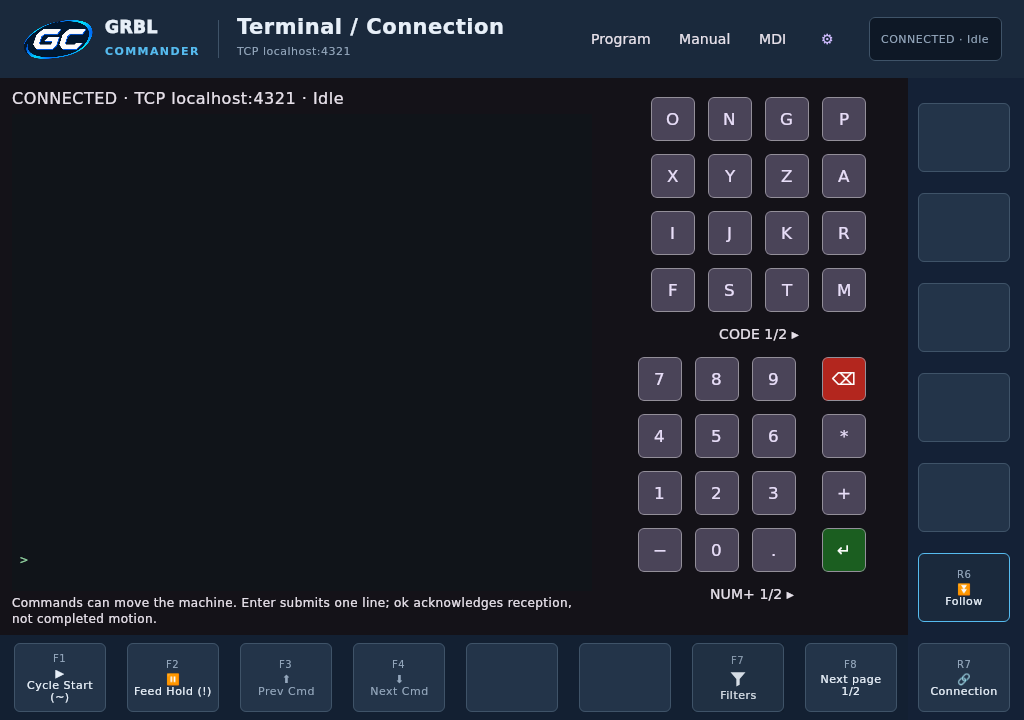 GC
GRBL
COMMANDER
Terminal / Connection
TCP localhost:4321
Program
Manual
MDI
⚙
CONNECTED · Idle
CONNECTED · TCP localhost:4321 · Idle
O N G P
X Y Z A
I J K R
F S T M
CODE 1/2 ▸
7 8 9 ⌫
4 5 6 *
1 2 3 +
− 0 . ↵
NUM+ 1/2 ▸
>
Commands can move the machine. Enter submits one line; ok acknowledges reception,
not completed motion.
R6
⏬
Follow
F1
▶
Cycle Start
(~)
F2
⏸
Feed Hold (!)
F3
⬆
Prev Cmd
F4
⬇
Next Cmd
F7
Filters
F8
Next page
1/2
R7
🔗
Connection